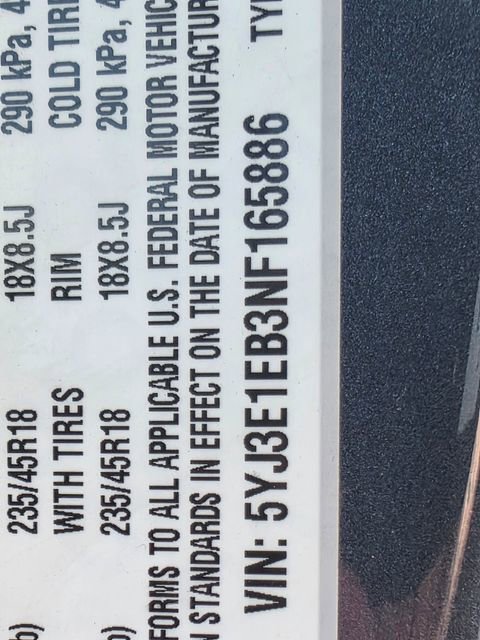 b) 235/45R18 18X8.5J 290 kPa, 4
WITH TIRES RIM COLD TIRE
b) 235/45R18 18X8.5J 290 kPa, 4
FORMS TO ALL APPLICABLE U.S. FEDERAL MOTOR VEHIC
STANDARDS IN EFFECT ON THE DATE OF MANUFACTUR
VIN: 5YJ3E1EB3NF165886 TY